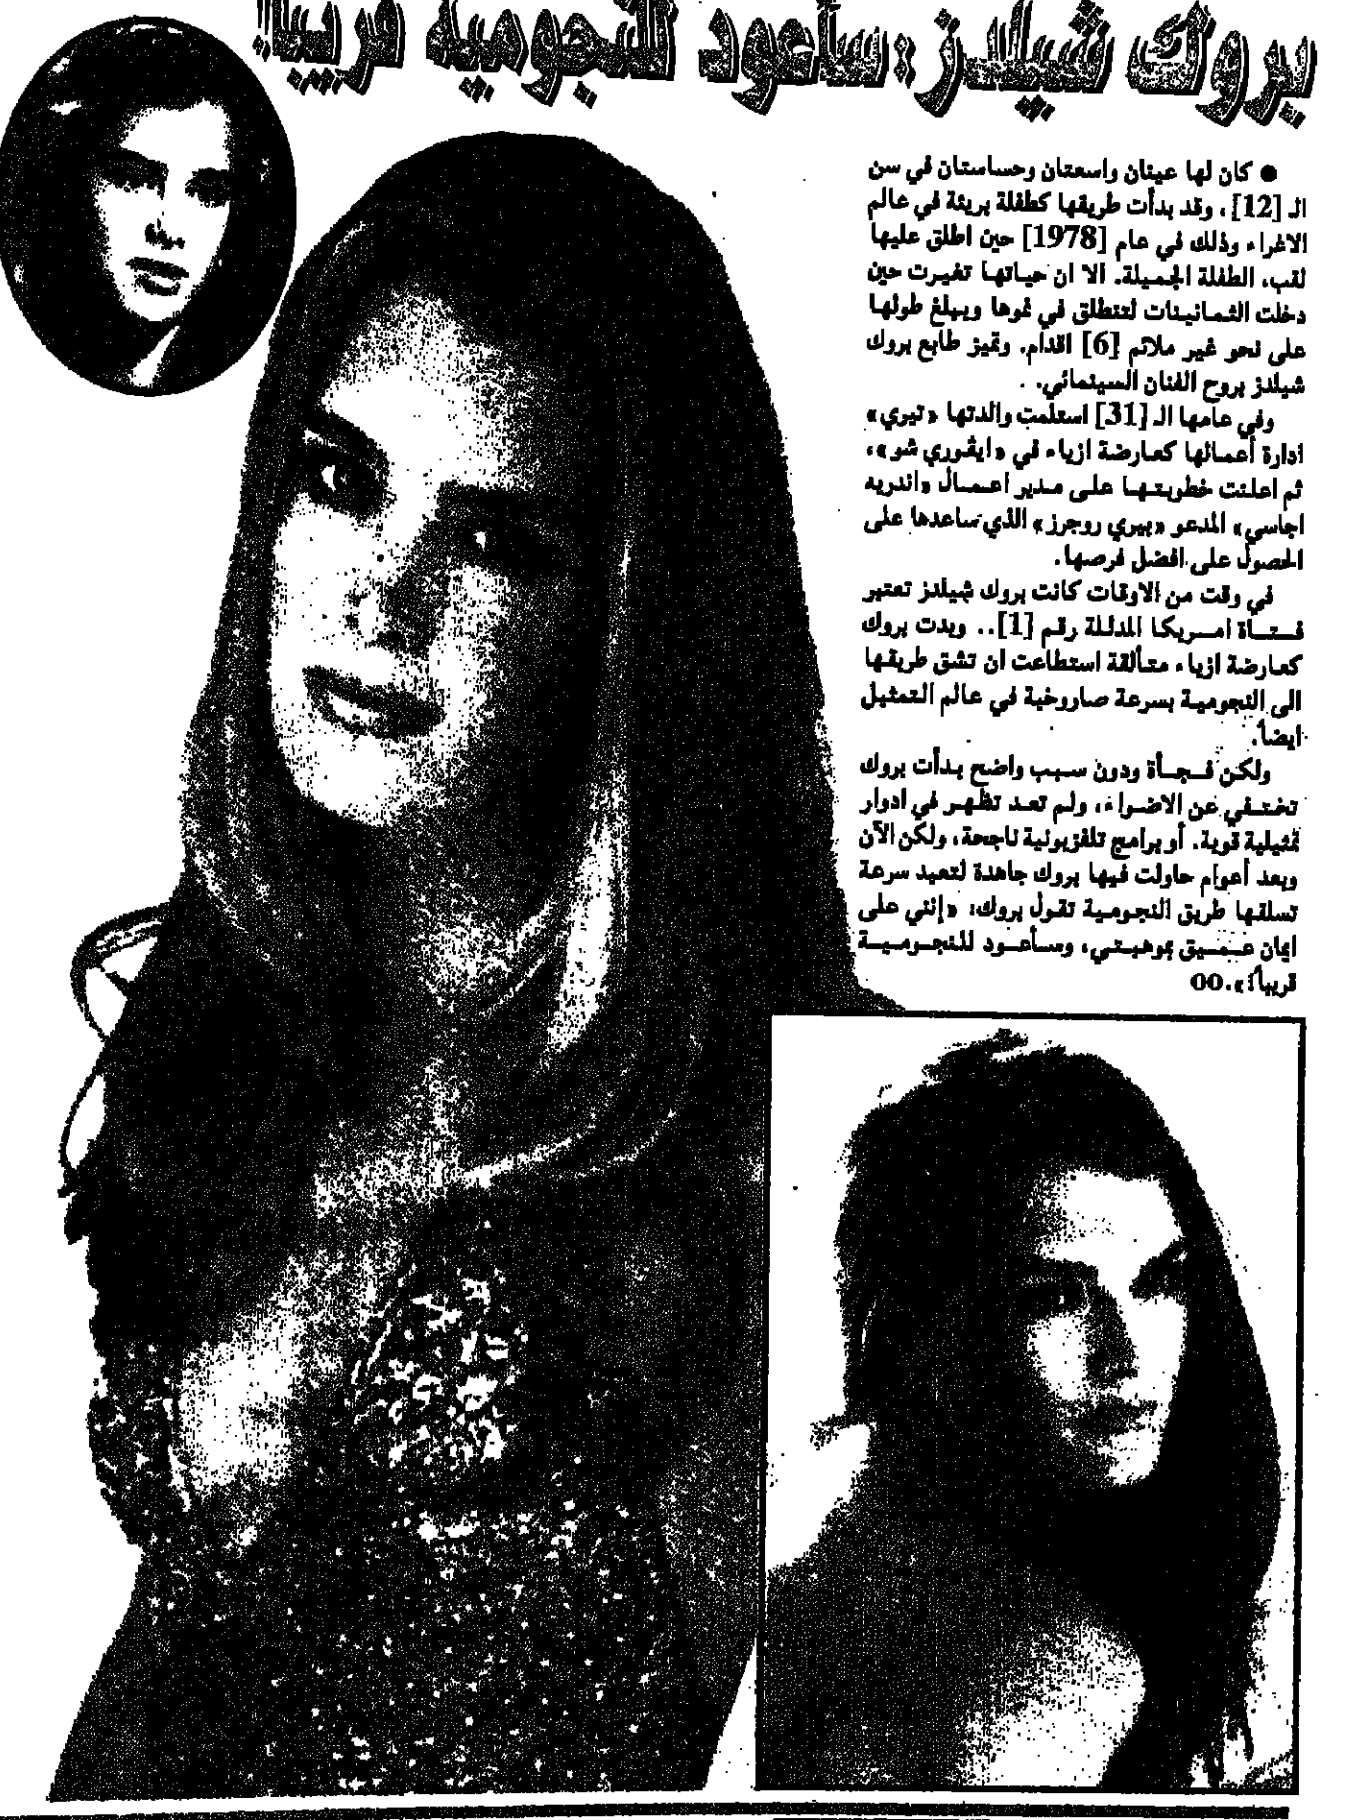 بروك شيلدز: سأعود للنجومية قريباً!
● كان لها عينان واسعتان وحساستان في سن
الـ [12]. وقد بدأت طريقها كطفلة بريئة في عالم
الاغراء وذلك في عام [1978] حين اطلق عليها
لقب، الطفلة الجميلة. الا ان حياتها تغيرت حين
دخلت الثمانينات لتنطلق في نموها ويبلغ طولها
على نحو غير ملائم [6] اقدام. وتميز طابع بروك
شيلدز بروح الفنان السينمائي.
وفي عامها الـ [31] استلمت والدتها «تيري»
ادارة أعمالها كعارضة ازياء في «ايڤوري شو»،
ثم اعلنت خطوبتها على مدير اعمال «اندريه
اجاسي» المدعو «بيري روجرز» الذي ساعدها على
الحصول على افضل فرصها.
في وقت من الاوقات كانت بروك شيلدز تعتبر
فتاة امريكا المدللة رقم [1].. وبدت بروك
كعارضة ازياء متألقة استطاعت ان تشق طريقها
الى النجومية بسرعة صاروخية في عالم التمثيل
ايضاً.
ولكن فجأة ودون سبب واضح بدأت بروك
تختفي عن الاضواء، ولم تعد تظهر في ادوار
تمثيلية قوية. أو برامج تلفزيونية ناجحة، ولكن الآن
وبعد أعوام حاولت فيها بروك جاهدة لتعيد سرعة
تسلقها طريق النجومية تقول بروك: «إنني على
ايمان عميق بموهبتي، وسأعود للنجومية
قريباً!».oo